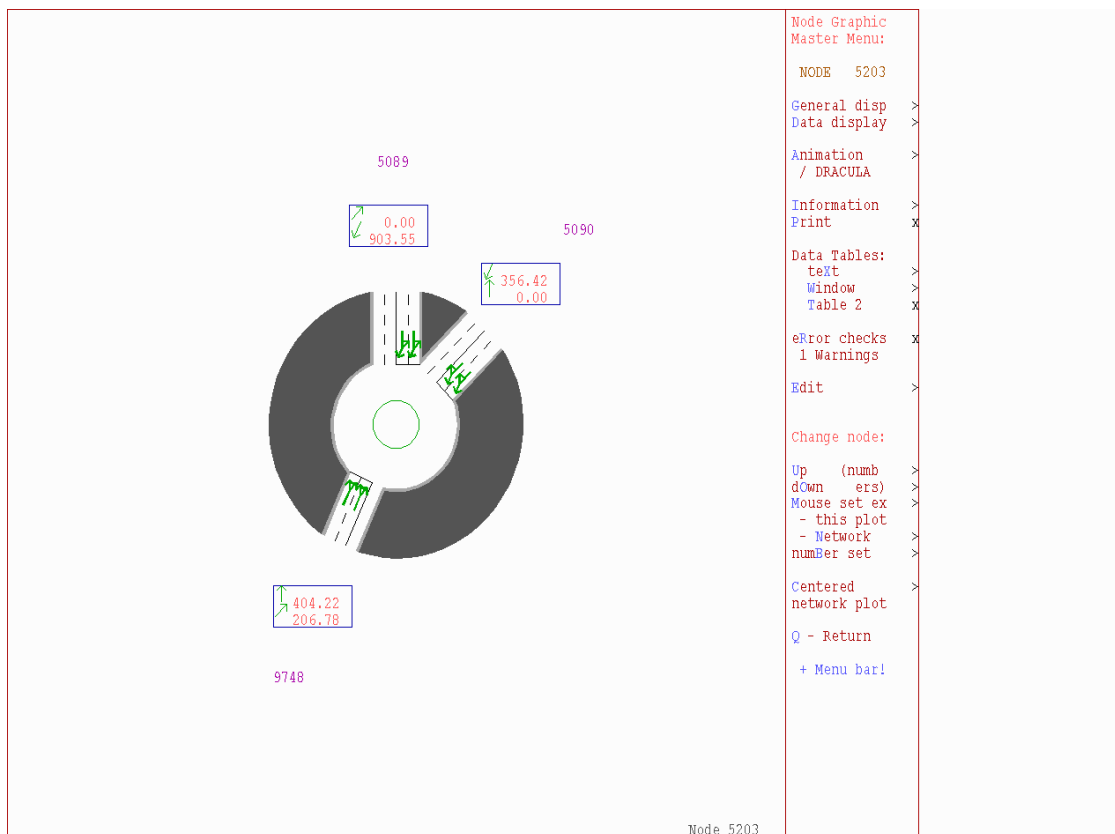 5089
0.00
903.55
5090
356.42
0.00
404.22
206.78
9748
Node 5203
Node Graphic
Master Menu:
NODE 5203
General disp >
Data display >
Animation >
/ DRACULA
Information >
Print x
Data Tables:
teXt >
Window >
Table 2 x
eRror checks x
1 Warnings
Edit >
Change node:
Up (numb >
dOwn ers) >
Mouse set ex >
- this plot
- Network >
numBer set >
Centered >
network plot
Q - Return
+ Menu bar!